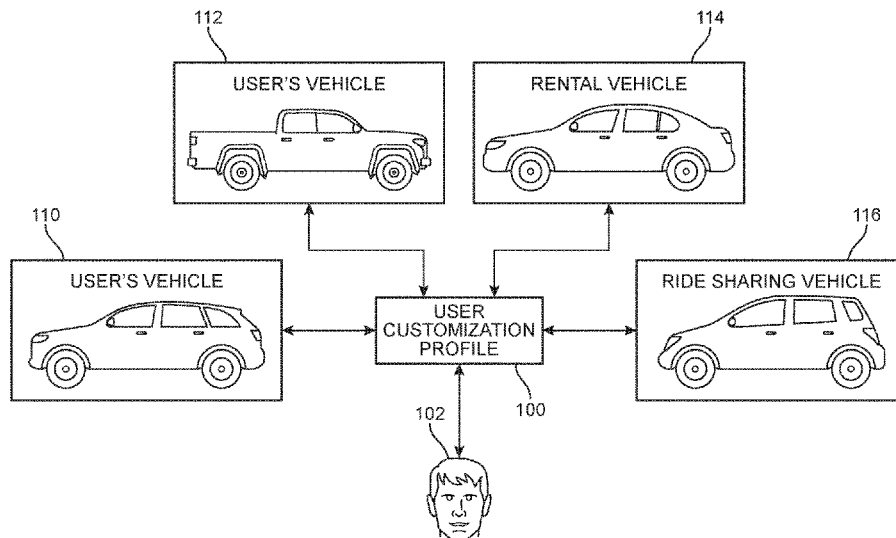 112
114
USER'S VEHICLE
RENTAL VEHICLE
110
116
USER'S VEHICLE
RIDE SHARING VEHICLE
USER
CUSTOMIZATION
PROFILE
100
102